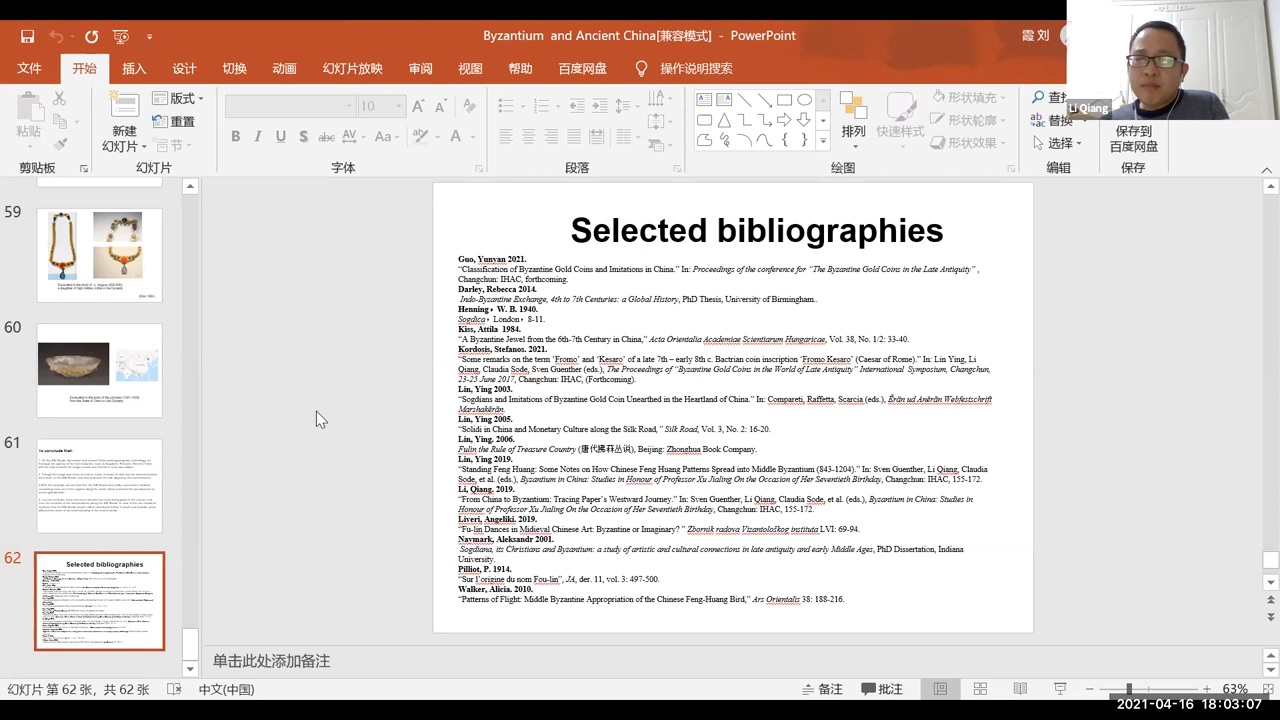 Byzantium and Ancient China[兼容模式] - PowerPoint
霞 刘
Li Qiang
文件 开始 插入 设计 切换 动画 幻灯片放映 审阅 视图 帮助 百度网盘 操作说明搜索
粘贴
剪贴板
新建
幻灯片
版式
重置
节
幻灯片
10
B I U S abc AV Aa A
字体
段落
排列
快速样式
形状填充
形状轮廓
形状效果
绘图
替换
选择
编辑
保存到
百度网盘
保存
59
60
61
To conclude that:
62
Selected bibliographies
Selected bibliographies
Guo, Yunyan 2021.
“Classification of Byzantine Gold Coins and Imitations in China.” In: Proceedings of the conference for “The Byzantine Gold Coins in the Late Antiquity” ,
Changchun: IHAC, forthcoming.
Darley, Rebecca 2014.
Indo-Byzantine Exchange, 4th to 7th Centuries: a Global History, PhD Thesis, University of Birmingham..
Henning, W. B. 1940.
Sogdica, London, 8-11.
Kiss, Attila 1984.
“A Byzantine Jewel from the 6th-7th Century in China,” Acta Orientalia Academiae Scientiarum Hungaricae, Vol. 38, No. 1/2: 33-40.
Kordosis, Stefanos. 2021.
“Some remarks on the term ‘Fromo’ and ‘Kesaro’ of a late 7th – early 8th c. Bactrian coin inscription ‘Fromo Kesaro’ (Caesar of Rome).” In: Lin Ying, Li
Qiang, Claudia Sode, Sven Guenther (eds.), The Proceedings of “Byzantine Gold Coins in the World of Late Antiquity” International Symposium, Changchun,
23-25 June 2017, Changchun: IHAC, (Forthcoming).
Lin, Ying 2003.
“Sogdians and Imitations of Byzantine Gold Coin Unearthed in the Heartland of China.” In: Compareti, Raffetta, Scarcia (eds.), Ērān ud Anērān Webfestschrift
Marshakērān.
Lin, Ying 2005.
“Solidi in China and Monetary Culture along the Silk Road,” Silk Road, Vol. 3, No. 2: 16-20.
Lin, Ying. 2006.
Fulin the Rule of Treasure Country (唐代拂菻丛说), Beijing: Zhonghua Book Company.
Lin, Ying 2019.
“Standing Feng Huang: Some Notes on How Chinese Feng Huang Patterns Spread into Middle Byzantium (843-1204).” In: Sven Guenther, Li Qiang, Claudia
Sode, et al. (eds.), Byzantium in China: Studies in Honour of Professor Xu Jialing On the Occasion of Her Seventieth Birthday, Changchun: IHAC, 155-172.
Li, Qiang. 2019.
“From China to Byzantium: Tracing Paper’s Westward Journey.” In: Sven Guenther, Li Qiang, Claudia Sode, et al. (eds.), Byzantium in China: Studies in
Honour of Professor Xu Jialing On the Occasion of Her Seventieth Birthday, Changchun: IHAC, 155-172.
Liveri, Angeliki. 2019.
“Fu-lin Dances in Midieval Chinese Art: Byzantine or Imaginary? ” Zbornik radova Visantološkog instituta LVI: 69-94.
Naymark, Aleksandr 2001.
Sogdiana, its Christians and Byzantium: a study of artistic and cultural connections in late antiquity and early Middle Ages, PhD Dissertation, Indiana
University.
Pilliot, P. 1914.
“Sur l’origine du nom Fou-lin”, JA, der. 11, vol. 3: 497-500.
Walker, Alicia. 2010.
“Patterns of Flight: Middle Byzantine Appropriation of the Chinese Feng-Huang Bird,” Ars Orientalis 38: 188-216.
单击此处添加备注
幻灯片 第 62 张，共 62 张 中文(中国) 备注 批注 63%
2021-04-16 18:03:07